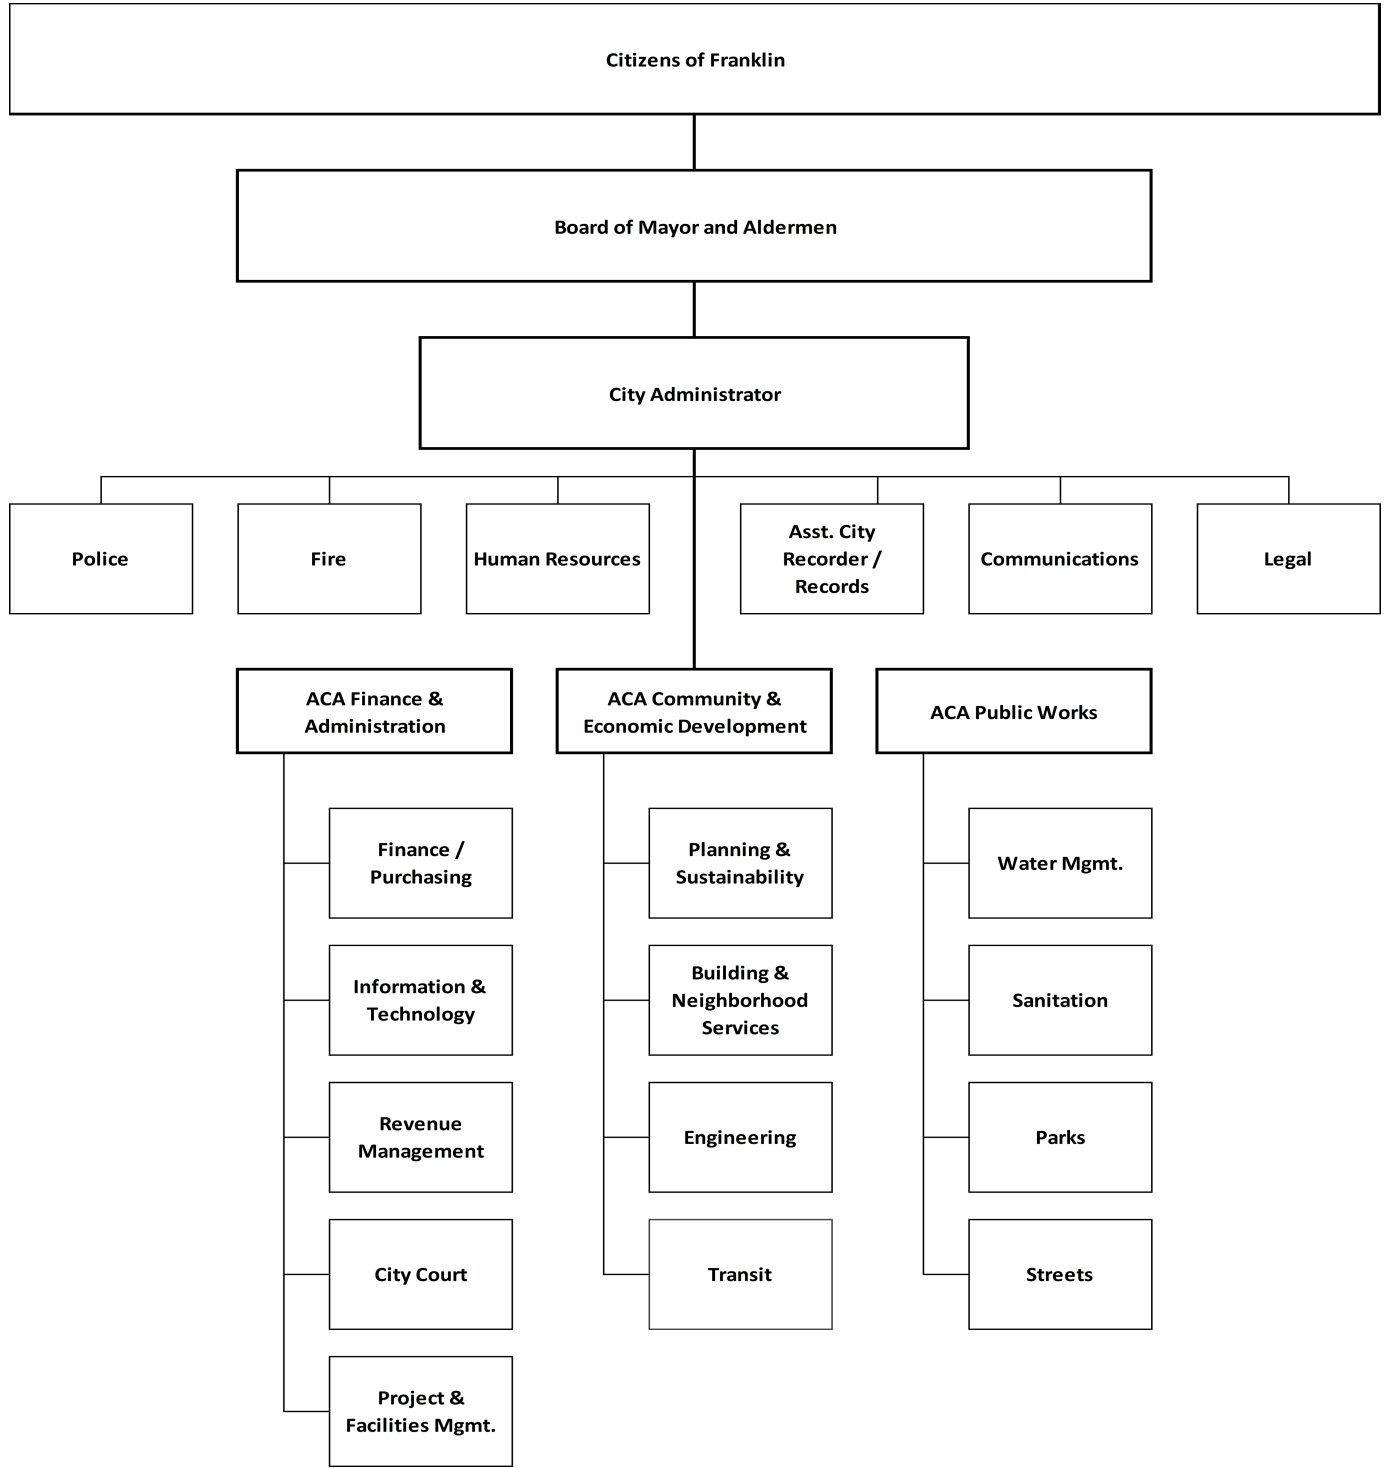 Citizens of Franklin
Board of Mayor and Aldermen
City Administrator
Police
Fire
Human Resources
Asst. City
Recorder /
Records
Communications
Legal
ACA Finance &
Administration
ACA Community &
Economic Development
ACA Public Works
Finance /
Purchasing
Planning &
Sustainability
Water Mgmt.
Information &
Technology
Building &
Neighborhood
Services
Sanitation
Revenue
Management
Engineering
Parks
City Court
Transit
Streets
Project &
Facilities Mgmt.